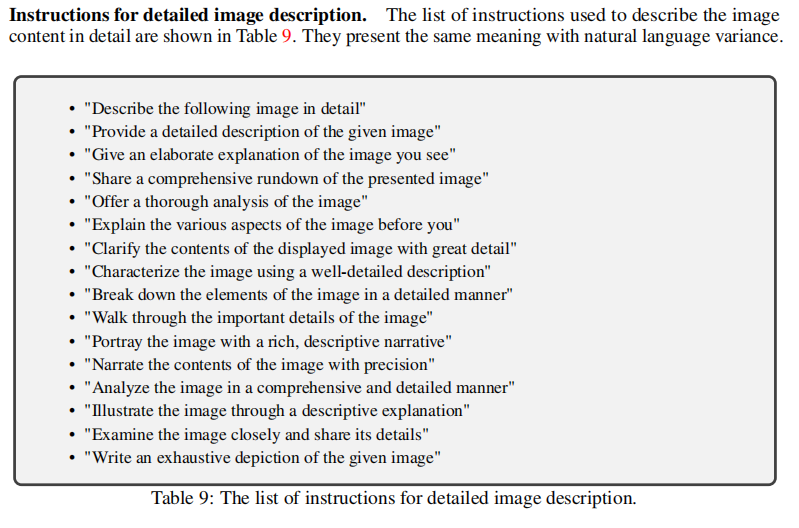 Instructions for detailed image description. The list of instructions used to describe the image
content in detail are shown in Table 9. They present the same meaning with natural language variance.
• "Describe the following image in detail"
• "Provide a detailed description of the given image"
• "Give an elaborate explanation of the image you see"
• "Share a comprehensive rundown of the presented image"
• "Offer a thorough analysis of the image"
• "Explain the various aspects of the image before you"
• "Clarify the contents of the displayed image with great detail"
• "Characterize the image using a well-detailed description"
• "Break down the elements of the image in a detailed manner"
• "Walk through the important details of the image"
• "Portray the image with a rich, descriptive narrative"
• "Narrate the contents of the image with precision"
• "Analyze the image in a comprehensive and detailed manner"
• "Illustrate the image through a descriptive explanation"
• "Examine the image closely and share its details"
• "Write an exhaustive depiction of the given image"
Table 9: The list of instructions for detailed image description.